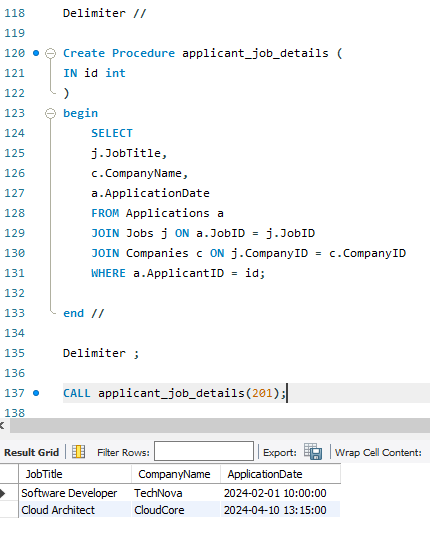 118 Delimiter //
119
120 Create Procedure applicant_job_details (
121 IN id int
122 )
123 begin
124 SELECT
125 j.JobTitle,
126 c.CompanyName,
127 a.ApplicationDate
128 FROM Applications a
129 JOIN Jobs j ON a.JobID = j.JobID
130 JOIN Companies c ON j.CompanyID = c.CompanyID
131 WHERE a.ApplicantID = id;
132
133 end //
134
135 Delimiter ;
136
137 CALL applicant_job_details(201);
138
Result Grid Filter Rows: Export: Wrap Cell Content:
JobTitle CompanyName ApplicationDate
Software Developer TechNova 2024-02-01 10:00:00
Cloud Architect CloudCore 2024-04-10 13:15:00